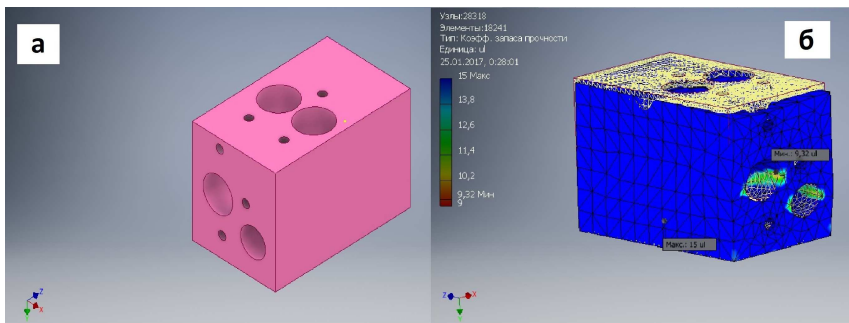 а
Узлы:28318
Элементы:18241
Тип: Коэфф. запаса прочности
Единица: ul
25.01.2017, 0:28:01
15 Макс
13,8
12,6
11,4
10,2
9,32 Мин
9
б
Мин.: 9,32 ul
Макс.: 15 ul
Z
X
Z
X